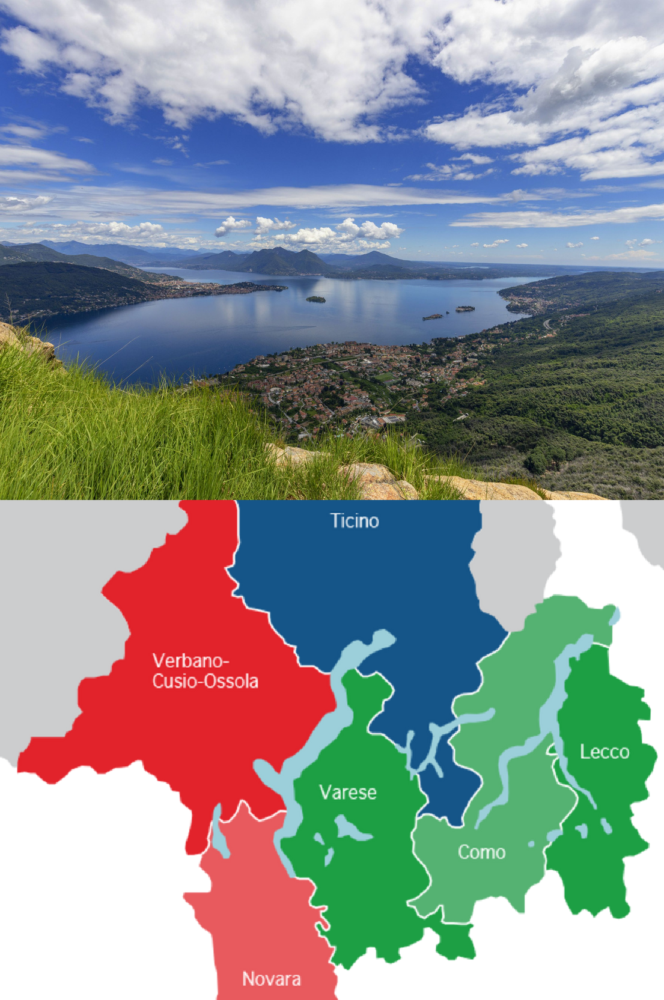 Ticino
Verbano-
Cusio-Ossola
Lecco
Varese
Como
Novara